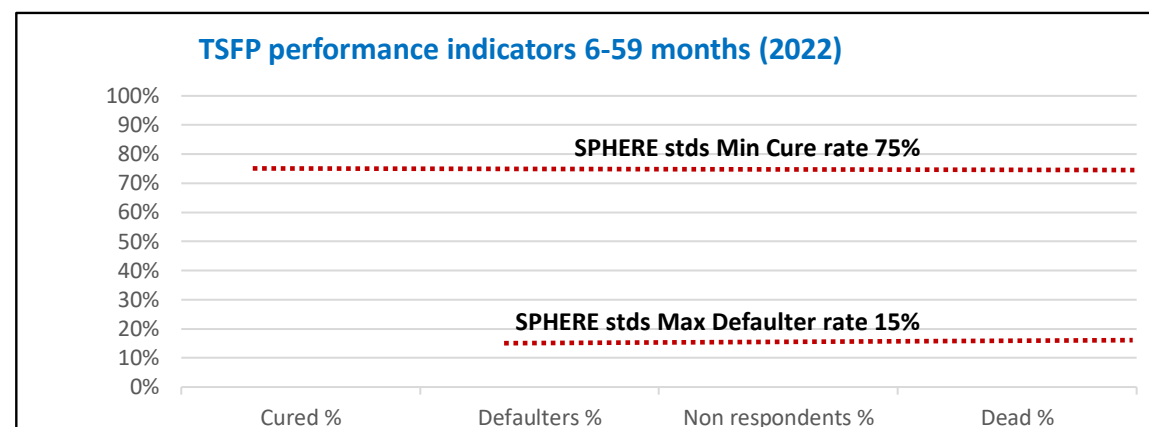 TSFP performance indicators 6-59 months (2022)
100%
90%
SPHERE stds Min Cure rate 75%
80%
70%
60%
50%
40%
30%
SPHERE stds Max Defaulter rate 15%
20%
10%
0%
Cured %
Defaulters %
Non respondents %
Dead %